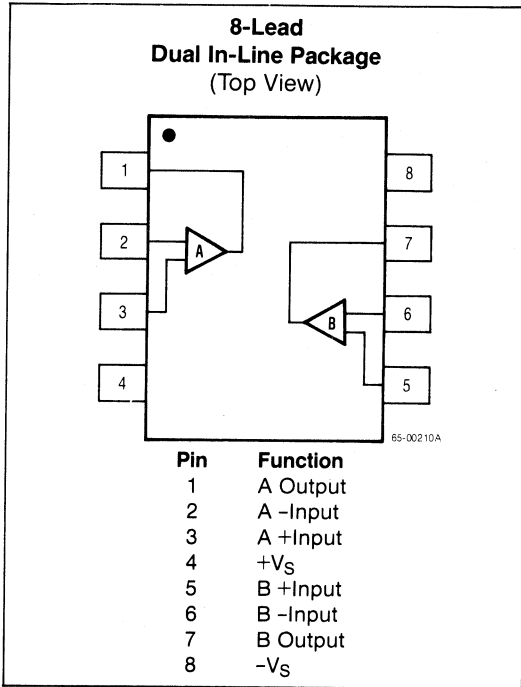 8-Lead
Dual In-Line Package
(Top View)
1
8
2
A
7
3
B
6
4
5
65-00210A
Pin Function
1 A Output
2 A –Input
3 A +Input
4 +VS
5 B +Input
6 B –Input
7 B Output
8 –VS